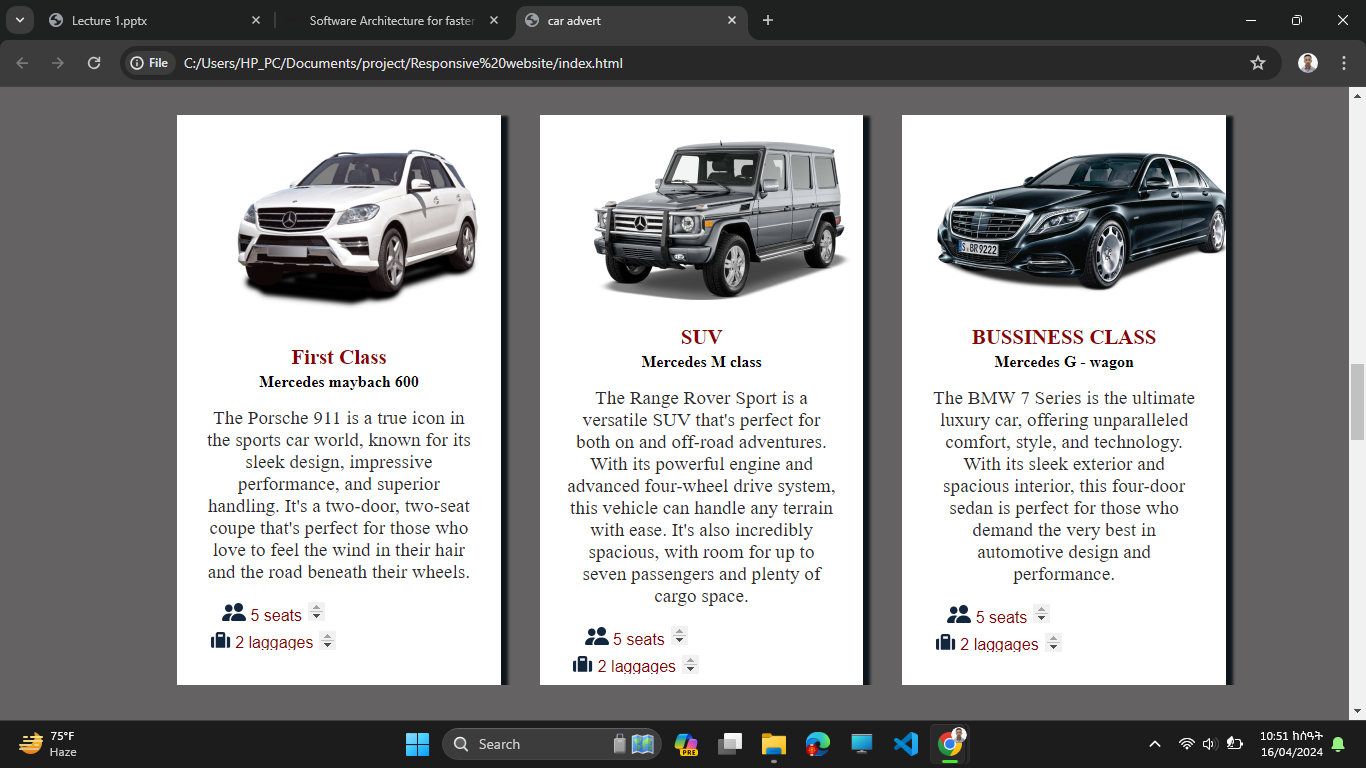 Lecture 1.pptx
Software Architecture for faster
car advert
File
C:/Users/HP_PC/Documents/project/Responsive%20website/index.html
First Class
Mercedes maybach 600
The Porsche 911 is a true icon in
the sports car world, known for its
sleek design, impressive
performance, and superior
handling. It's a two-door, two-seat
coupe that's perfect for those who
love to feel the wind in their hair
and the road beneath their wheels.
5 seats
2 laggages
SUV
Mercedes M class
The Range Rover Sport is a
versatile SUV that's perfect for
both on and off-road adventures.
With its powerful engine and
advanced four-wheel drive system,
this vehicle can handle any terrain
with ease. It's also incredibly
spacious, with room for up to
seven passengers and plenty of
cargo space.
5 seats
2 laggages
S BR 9222
BUSSINESS CLASS
Mercedes G - wagon
The BMW 7 Series is the ultimate
luxury car, offering unparalleled
comfort, style, and technology.
With its sleek exterior and
spacious interior, this four-door
sedan is perfect for those who
demand the very best in
automotive design and
performance.
5 seats
2 laggages
75°F
Haze
Search
PRE
10:51 ከሰዓት
16/04/2024